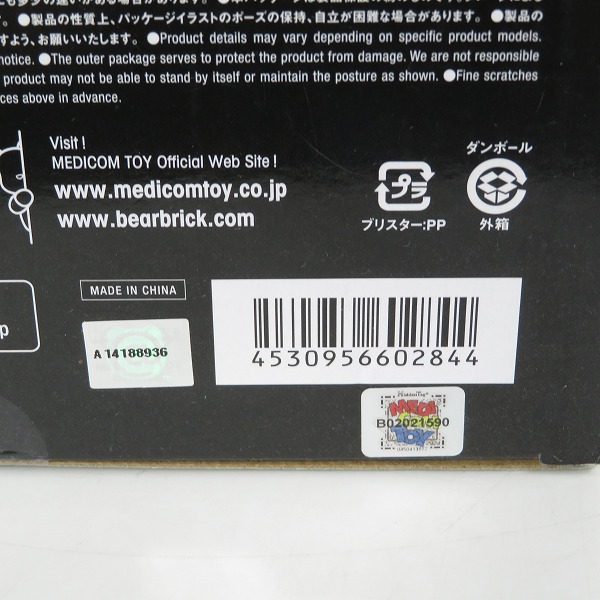 ●製品の性質上、パッケージイラストのポーズの保持、自立が困難な場合があります。●製品の
すよう、お願いいたします。●Product details may vary depending on specific product models.
notice. ●The outer package serves to protect the product from damage. We are not responsible
product may not be able to stand by itself or maintain the posture as shown. ●Fine scratches
ces above in advance.
Visit !
MEDICOM TOY Official Web Site !
www.medicomtoy.co.jp
www.bearbrick.com
プラ
ブリスター:PP
ダンボール
外箱
MADE IN CHINA
p
A 14188936
4530956602844
MEDI
B02021590
TOY